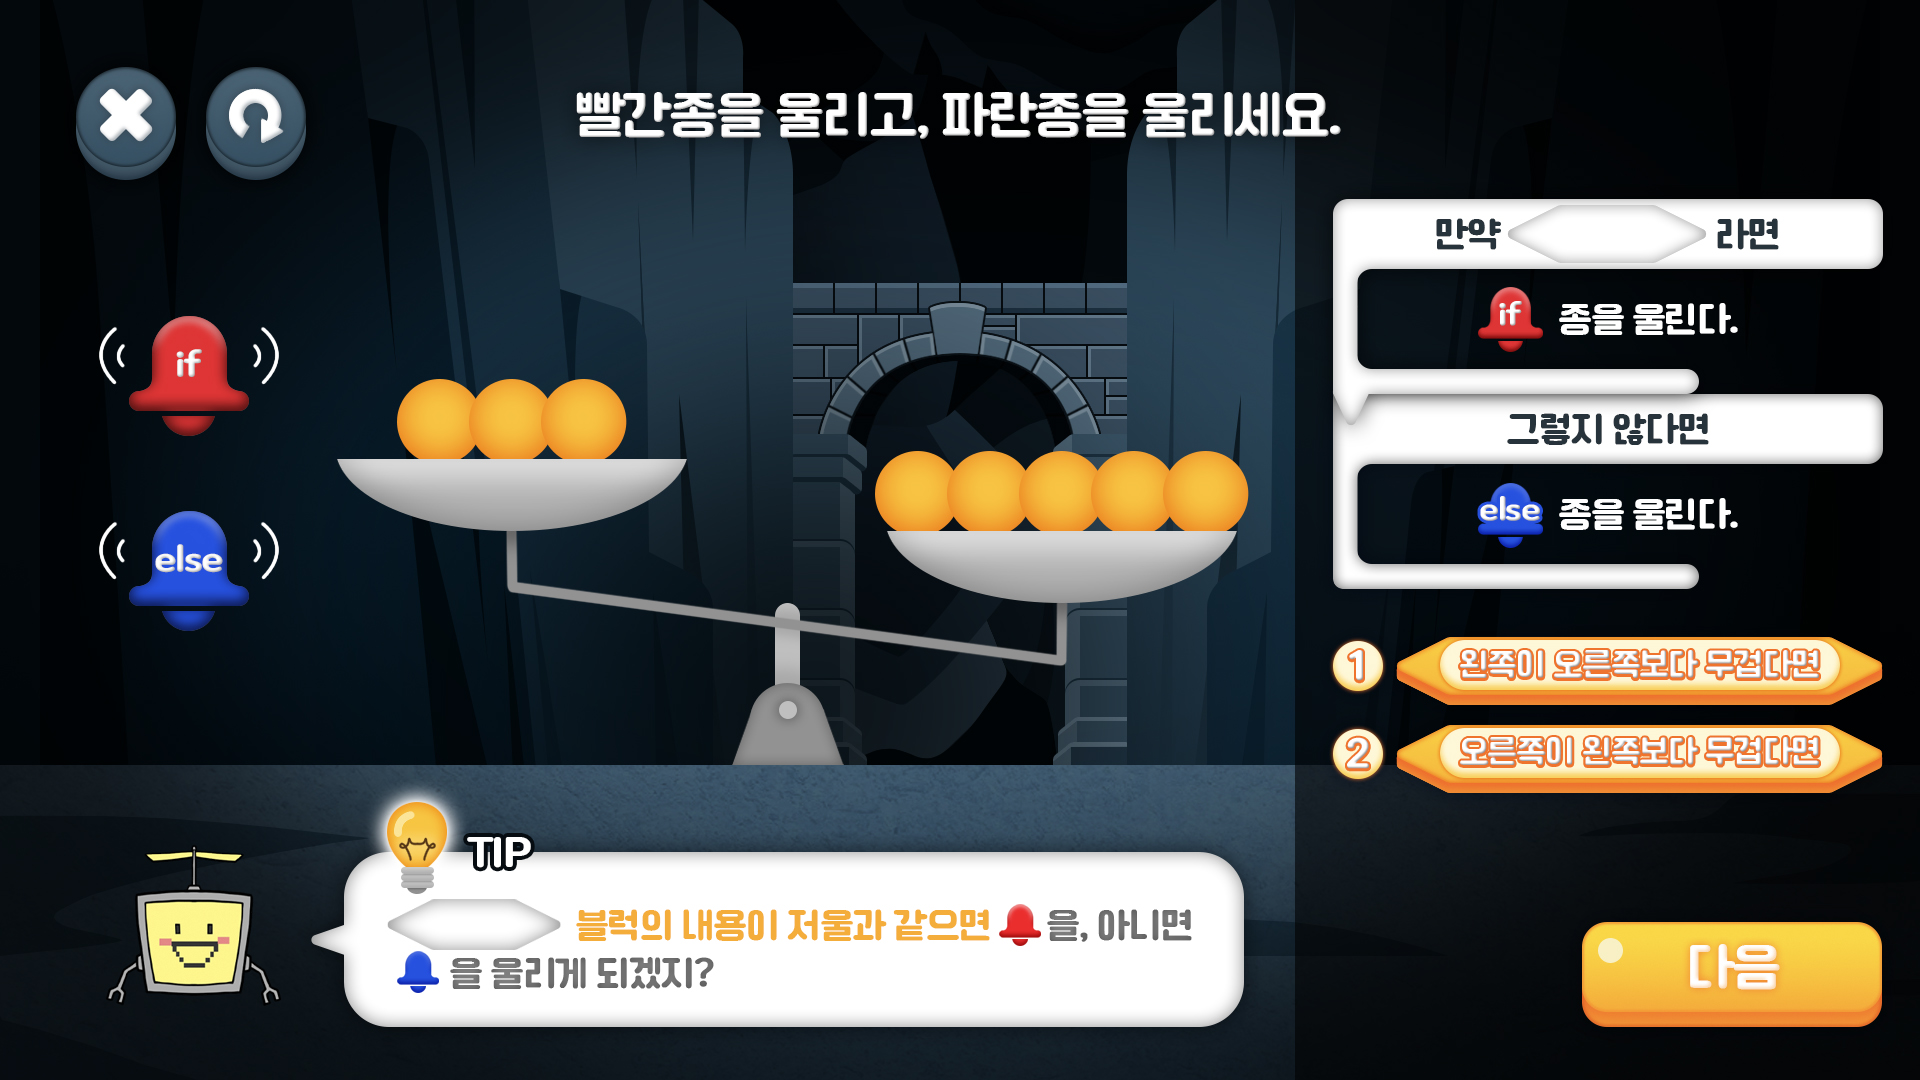 빨간종을 울리고, 파란종을 울리세요.
if
else
만약 라면
if 종을 울린다.
그렇지 않다면
else 종을 울린다.
1 왼쪽이 오른쪽보다 무겁다면
2 오른쪽이 왼쪽보다 무겁다면
TIP
블럭의 내용이 저울과 같으면 을, 아니면
을 울리게 되겠지?
다음